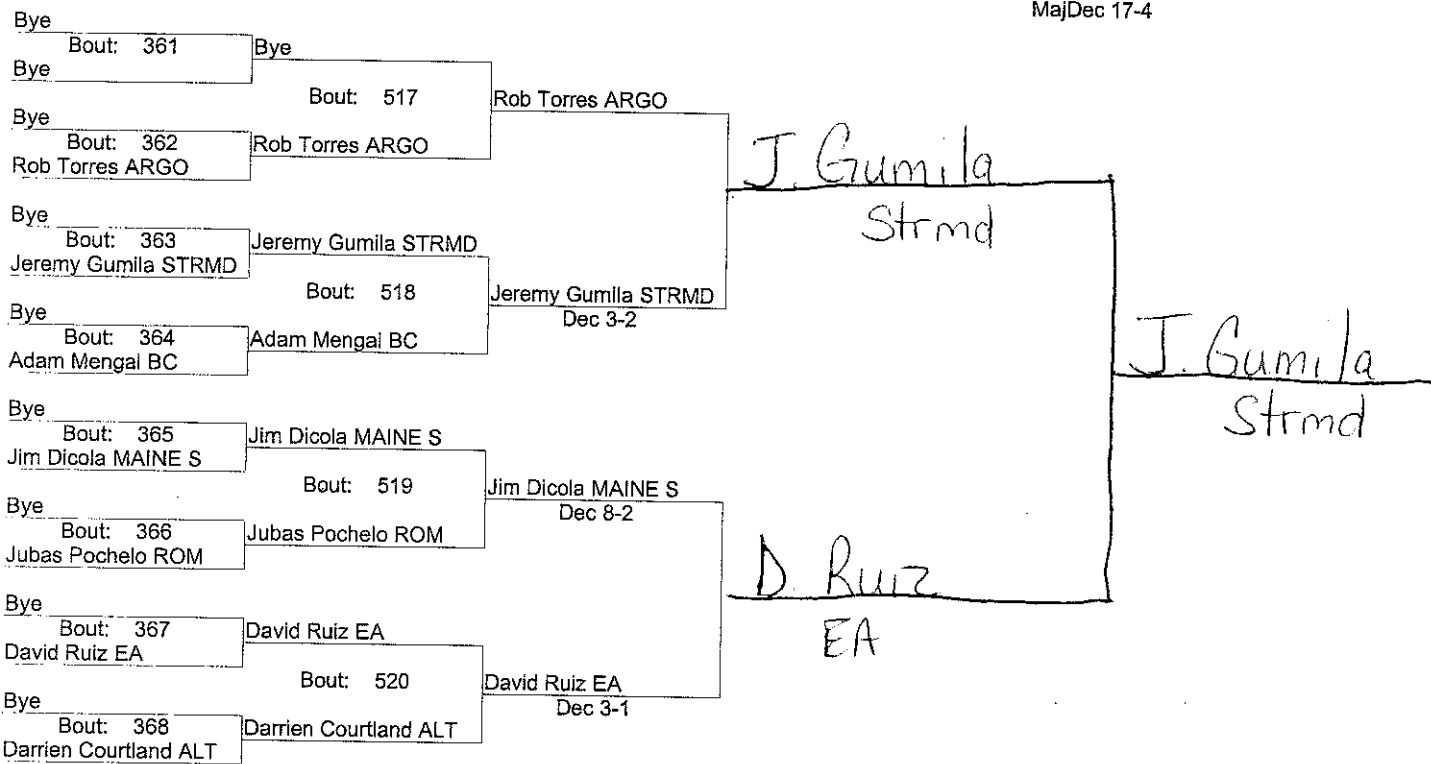 MajDec 17-4
Bye
Bout: 361
Bye
Bye
Bout: 517
Rob Torres ARGO
Bye
Bout: 362
Rob Torres ARGO
Rob Torres ARGO
J. Gumila
Strmd
Bye
Bout: 363
Jeremy Gumila STRMD
Jeremy Gumila STRMD
Bout: 518
Jeremy Gumila STRMD
Dec 3-2
Bye
Bout: 364
Adam Mengal BC
Adam Mengal BC
J. Gumila
Strmd
Bye
Bout: 365
Jim Dicola MAINE S
Jim Dicola MAINE S
Bout: 519
Jim Dicola MAINE S
Dec 8-2
Bye
Bout: 366
Jubas Pochelo ROM
Jubas Pochelo ROM
D. Ruiz
EA
Bye
Bout: 367
David Ruiz EA
David Ruiz EA
Bout: 520
David Ruiz EA
Dec 3-1
Bye
Bout: 368
Darrien Courtland ALT
Darrien Courtland ALT